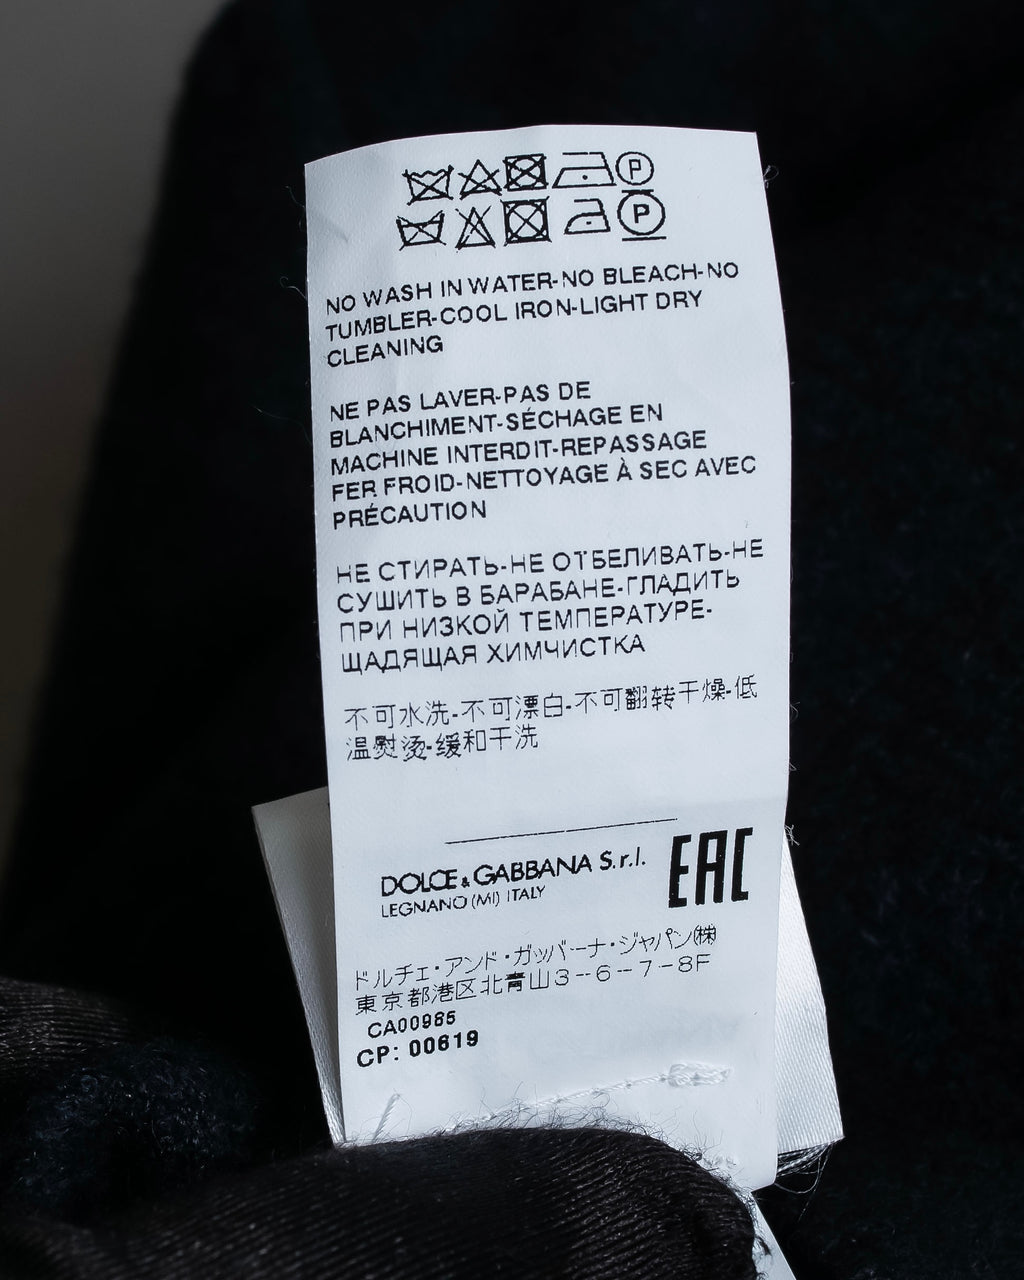 P
P
NO WASH IN WATER-NO BLEACH-NO
TUMBLER-COOL IRON-LIGHT DRY
CLEANING
NE PAS LAVER-PAS DE
BLANCHIMENT-SÉCHAGE EN
MACHINE INTERDIT-REPASSAGE
FER FROID-NETTOYAGE À SEC AVEC
PRÉCAUTION
НЕ СТИРАТЬ-НЕ ОТБЕЛИВАТЬ-НЕ
СУШИТЬ В БАРАБАНЕ-ГЛАДИТЬ
ПРИ НИЗКОЙ ТЕМПЕРАТУРЕ-
ЩАДЯЩАЯ ХИМЧИСТКА
不可水洗-不可漂白-不可翻转干燥-低
温熨烫-缓和干洗
DOLCE & GABBANA S.r.l.
LEGNANO (MI) ITALY
EAC
ドルチェ・アンド・ガッバーナ・ジャパン㈱
東京都港区北青山3-6-7-8F
CA00985
CP: 00619